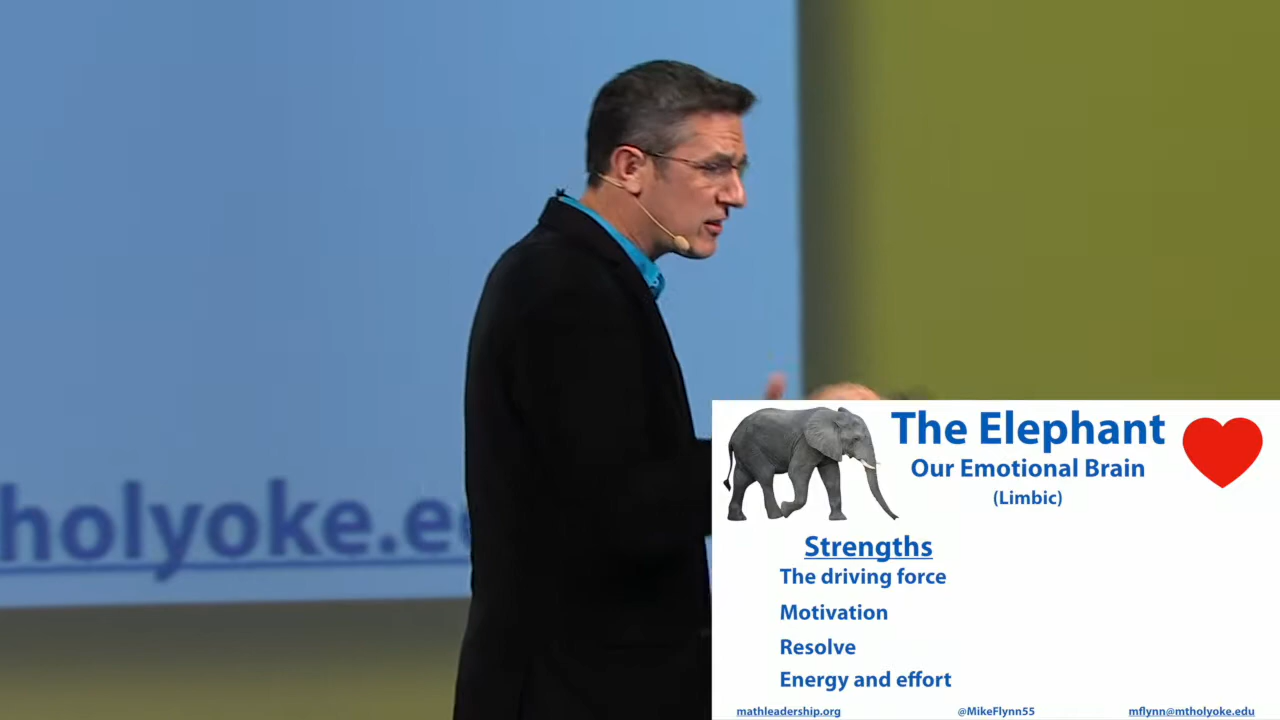 holyoke.e
The Elephant
Our Emotional Brain
(Limbic)
Strengths
The driving force
Motivation
Resolve
Energy and effort
mathleadership.org
@MikeFlynn55
mflynn@mtholyoke.edu